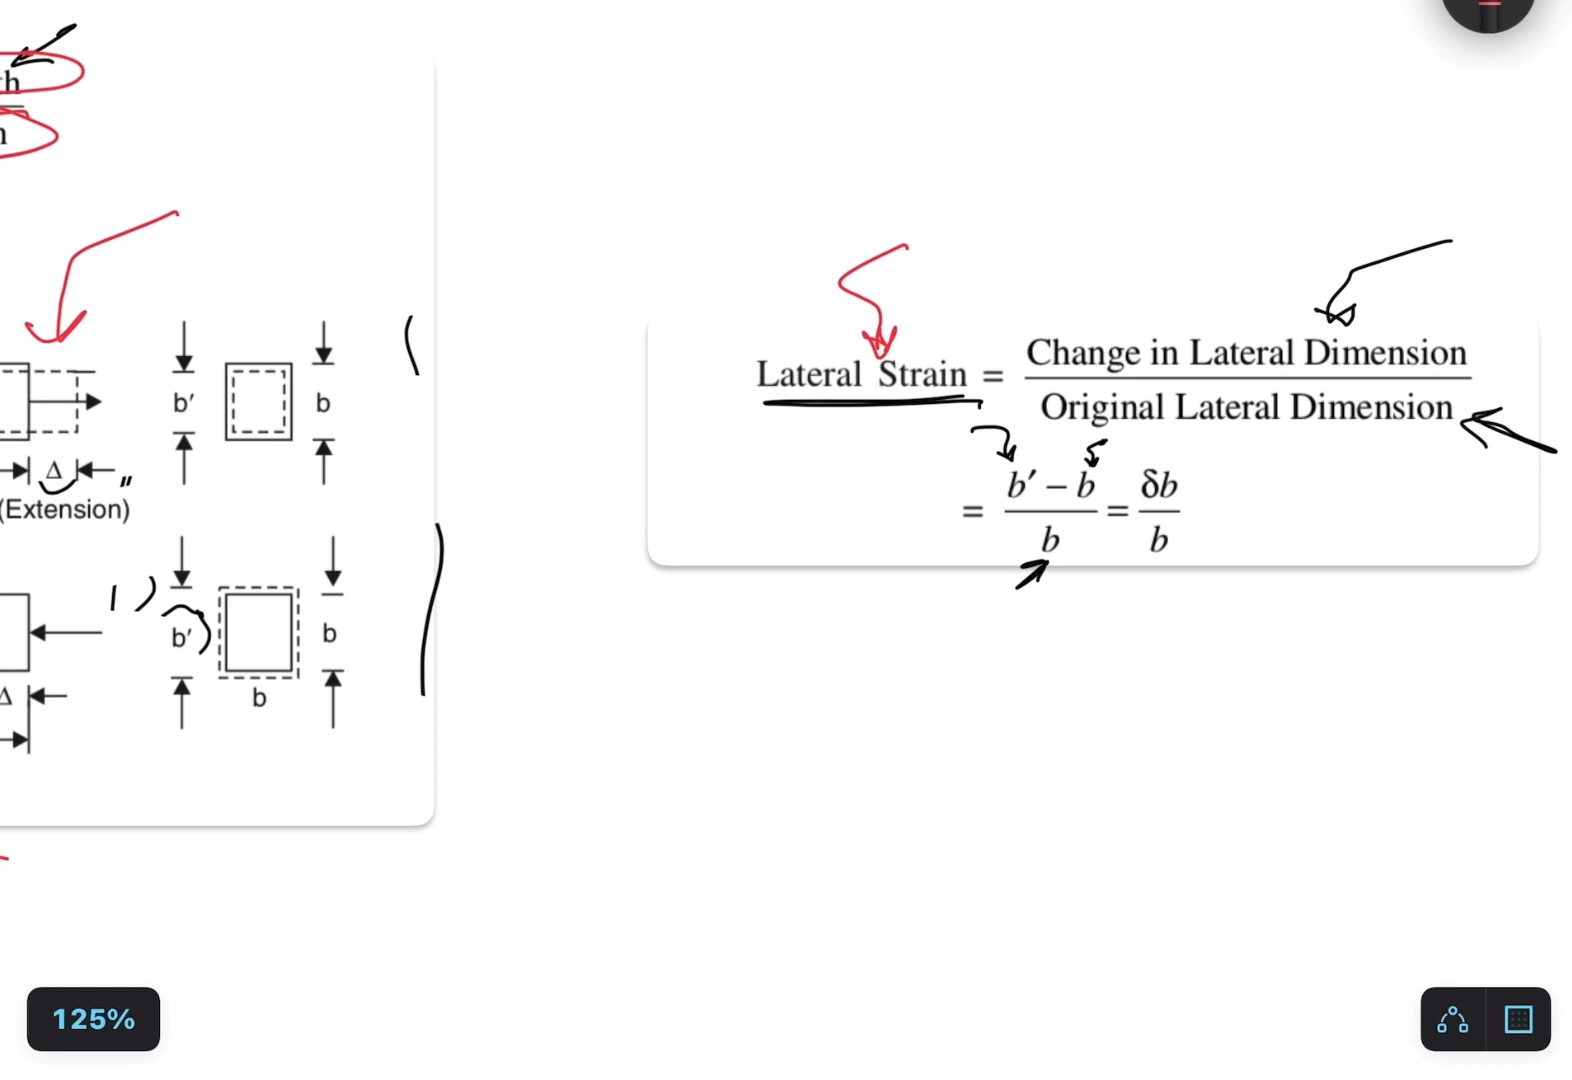 h
b′ b
Δ
(Extension)
b′ b
Δ b
Lateral Strain = Change in Lateral Dimension / Original Lateral Dimension
= b′ – b / b = δb / b
125%